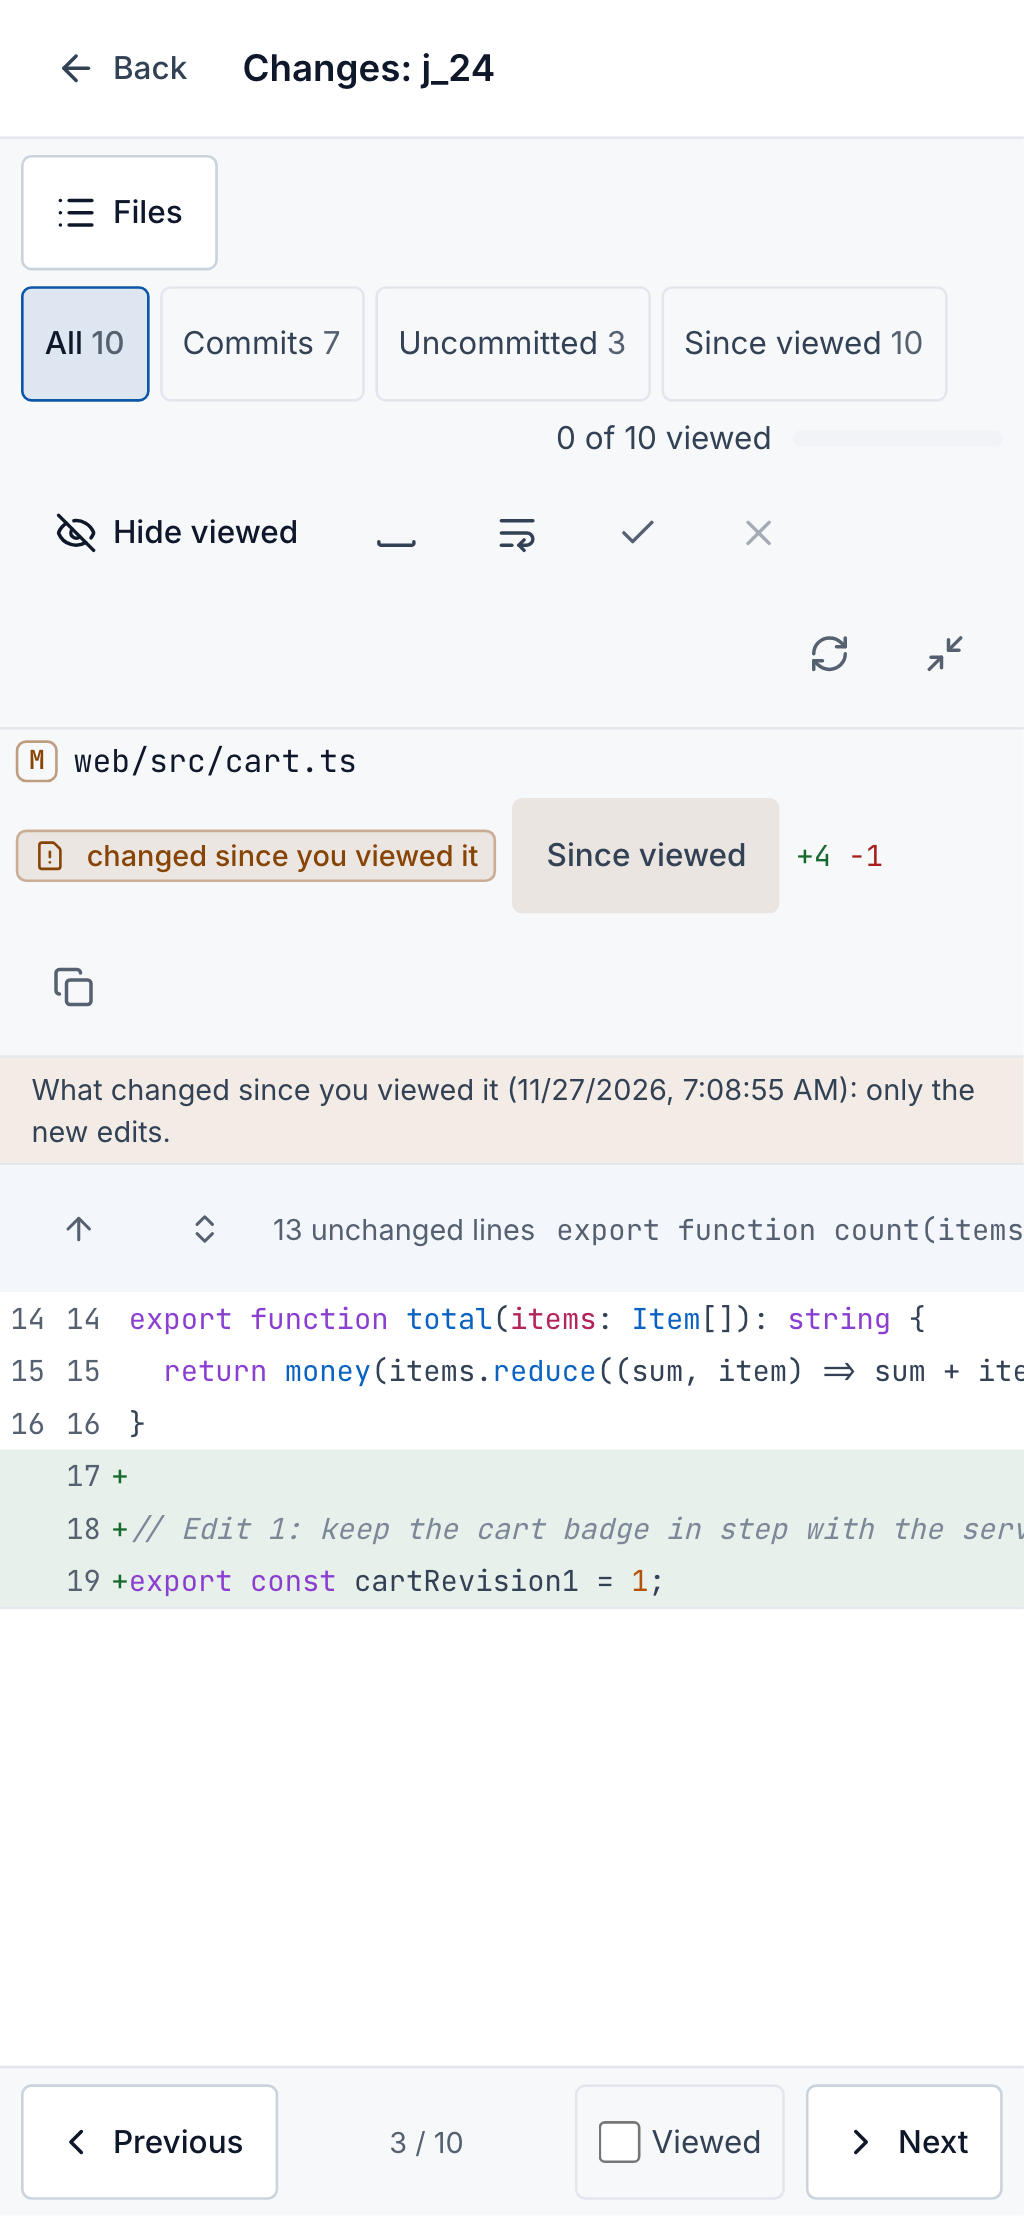 Back Changes: j_24
Files
All 10 Commits 7 Uncommitted 3 Since viewed 10
0 of 10 viewed
Hide viewed
M web/src/cart.ts
changed since you viewed it Since viewed +4 -1
What changed since you viewed it (11/27/2026, 7:08:55 AM): only the
new edits.
13 unchanged lines export function count(items
14 14 export function total(items: Item[]): string {
15 15 return money(items.reduce((sum, item) => sum + ite
16 16 }
17 +
18 +// Edit 1: keep the cart badge in step with the serv
19 +export const cartRevision1 = 1;
Previous 3 / 10 Viewed Next